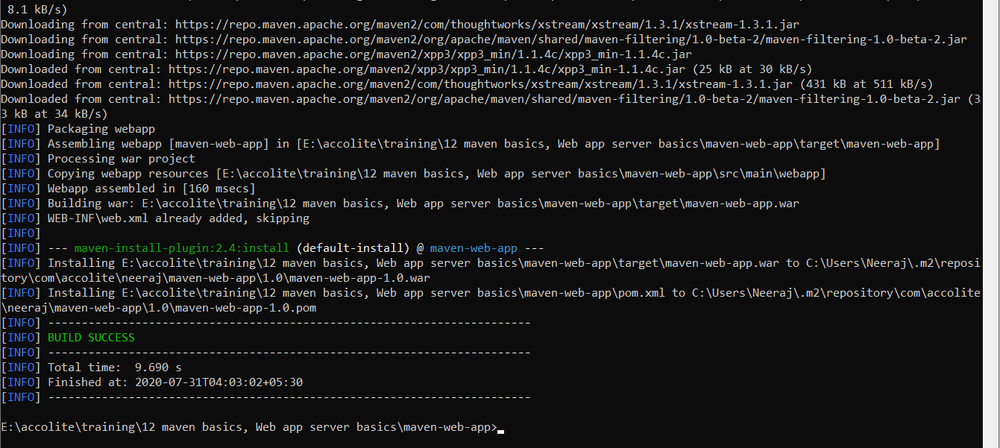 8.1 kB/s)
Downloading from central: https://repo.maven.apache.org/maven2/com/thoughtworks/xstream/xstream/1.3.1/xstream-1.3.1.jar
Downloading from central: https://repo.maven.apache.org/maven2/org/apache/maven/shared/maven-filtering/1.0-beta-2/maven-filtering-1.0-beta-2.jar
Downloading from central: https://repo.maven.apache.org/maven2/xpp3/xpp3_min/1.1.4c/xpp3_min-1.1.4c.jar
Downloaded from central: https://repo.maven.apache.org/maven2/xpp3/xpp3_min/1.1.4c/xpp3_min-1.1.4c.jar (25 kB at 30 kB/s)
Downloaded from central: https://repo.maven.apache.org/maven2/com/thoughtworks/xstream/xstream/1.3.1/xstream-1.3.1.jar (431 kB at 511 kB/s)
Downloaded from central: https://repo.maven.apache.org/maven2/org/apache/maven/shared/maven-filtering/1.0-beta-2/maven-filtering-1.0-beta-2.jar (3
3 kB at 34 kB/s)
[INFO] Packaging webapp
[INFO] Assembling webapp [maven-web-app] in [E:\accolite\training\12 maven basics, Web app server basics\maven-web-app\target\maven-web-app]
[INFO] Processing war project
[INFO] Copying webapp resources [E:\accolite\training\12 maven basics, Web app server basics\maven-web-app\src\main\webapp]
[INFO] Webapp assembled in [160 msecs]
[INFO] Building war: E:\accolite\training\12 maven basics, Web app server basics\maven-web-app\target\maven-web-app.war
[INFO] WEB-INF\web.xml already added, skipping
[INFO]
[INFO] --- maven-install-plugin:2.4:install (default-install) @ maven-web-app ---
[INFO] Installing E:\accolite\training\12 maven basics, Web app server basics\maven-web-app\target\maven-web-app.war to C:\Users\Neeraj\.m2\reposi
tory\com\accolite\neeraj\maven-web-app\1.0\maven-web-app-1.0.war
[INFO] Installing E:\accolite\training\12 maven basics, Web app server basics\maven-web-app\pom.xml to C:\Users\Neeraj\.m2\repository\com\accolite
\neeraj\maven-web-app\1.0\maven-web-app-1.0.pom
[INFO] ------------------------------------------------------------------------
[INFO] BUILD SUCCESS
[INFO] ------------------------------------------------------------------------
[INFO] Total time:  9.690 s
[INFO] Finished at: 2020-07-31T04:03:02+05:30
[INFO] ------------------------------------------------------------------------
E:\accolite\training\12 maven basics, Web app server basics\maven-web-app>